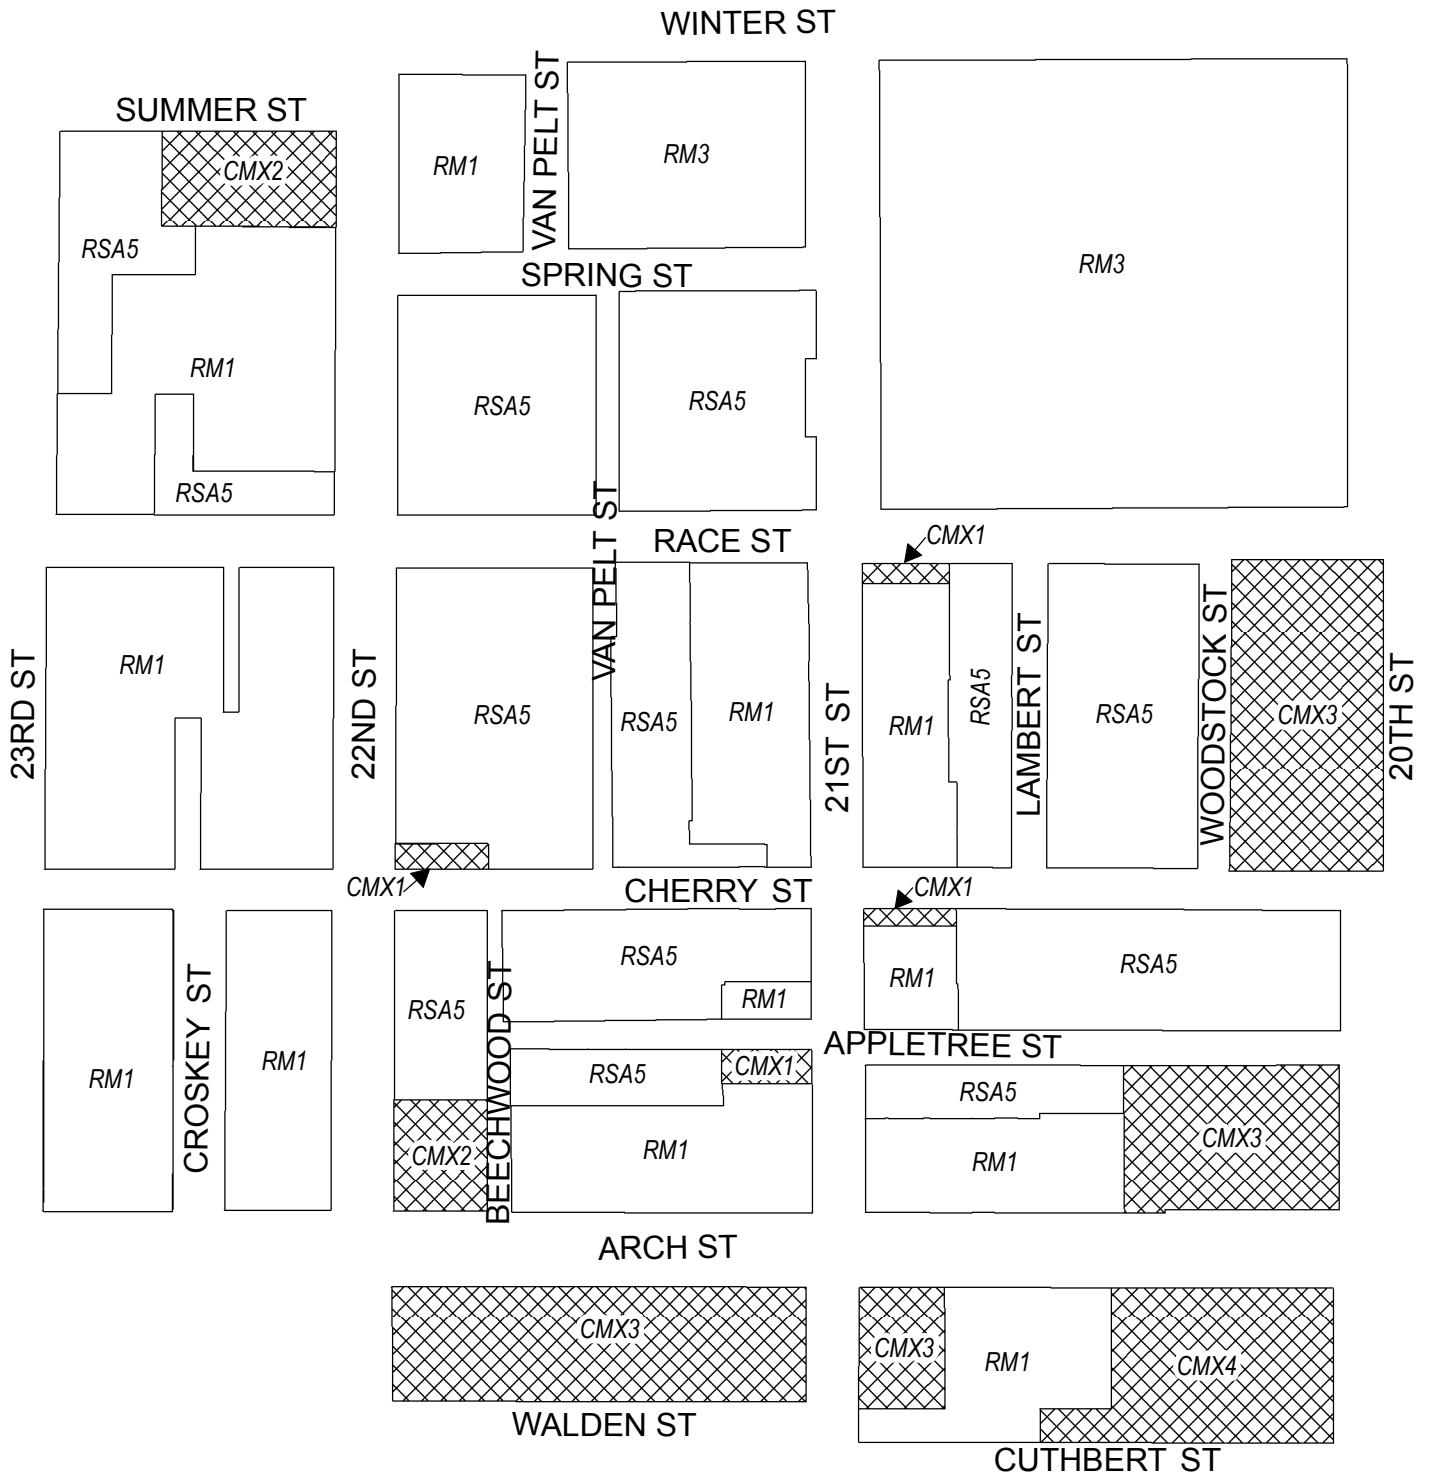 WINTER ST
SUMMER ST
VAN PELT ST
CMX2
RM1
RM3
RSA5
RM3
SPRING ST
RM1
RSA5
RSA5
RSA5
VAN PELT ST
RACE ST
CMX1
23RD ST
RM1
22ND ST
RSA5
RSA5
RM1
21ST ST
RM1
RSA5
LAMBERT ST
RSA5
WOODSTOCK ST
CMX3
20TH ST
CMX1
CHERRY ST
CMX1
RSA5
RM1
RM1
RSA5
RSA5
BEECHWOOD ST
CROSKEY ST
RM1
RM1
APPLETREE ST
RSA5
CMX1
RSA5
CMX3
CMX2
RM1
RM1
ARCH ST
CMX3
CMX3
RM1
CMX4
WALDEN ST
CUTHBERT ST